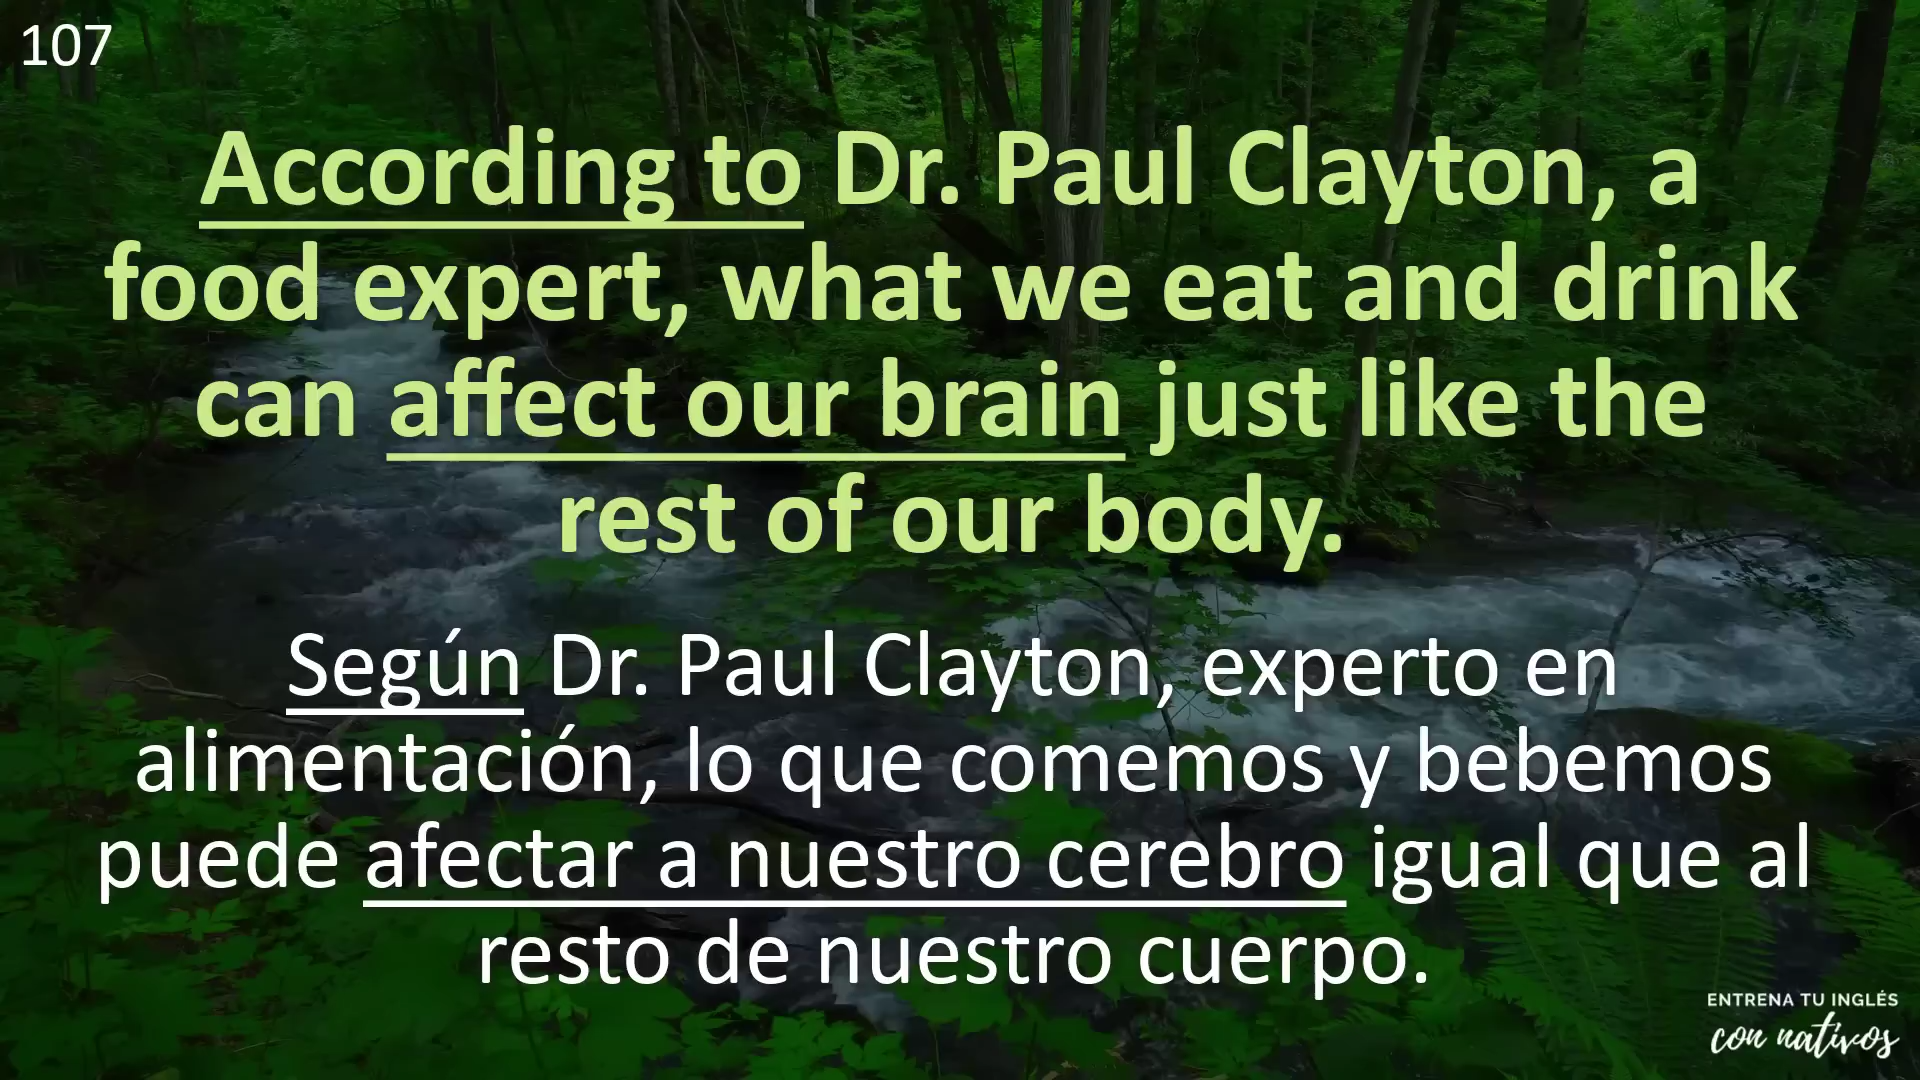 107
According to Dr. Paul Clayton, a
food expert, what we eat and drink
can affect our brain just like the
rest of our body.
Según Dr. Paul Clayton, experto en
alimentación, lo que comemos y bebemos
puede afectar a nuestro cerebro igual que al
resto de nuestro cuerpo.
ENTRENA TU INGLÉS
con nativos